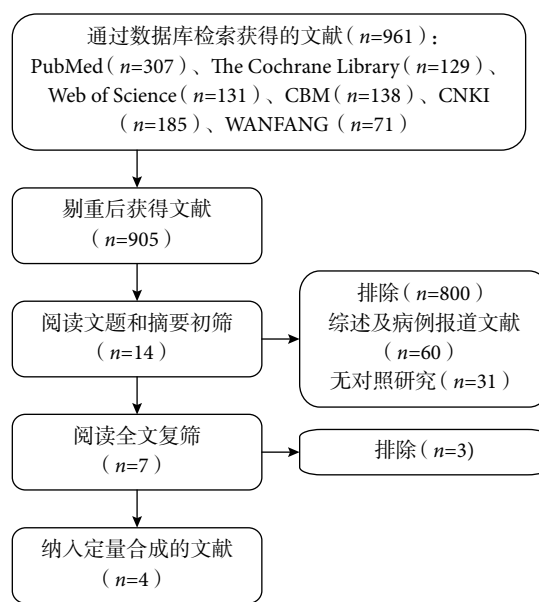 通过数据库检索获得的文献(n=961)：
PubMed(n=307)、The Cochrane Library(n=129)、
Web of Science(n=131)、CBM(n=138)、CNKI
(n=185)、WANFANG(n=71)
剔重后获得文献
(n=905)
阅读文题和摘要初筛
(n=14)
排除(n=800)
综述及病例报道文献
(n=60)
无对照研究(n=31)
阅读全文复筛
(n=7)
排除(n=3)
纳入定量合成的文献
(n=4)